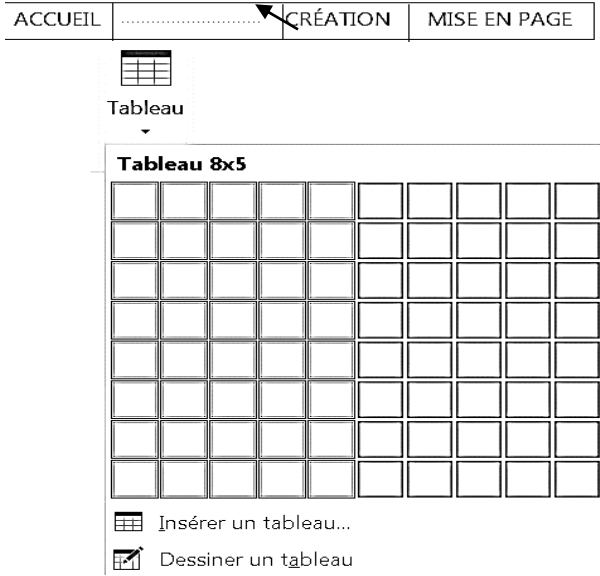 ACCUEIL ............................ CRÉATION MISE EN PAGE
Tableau
Tableau 8x5
Insérer un tableau...
Dessiner un tableau